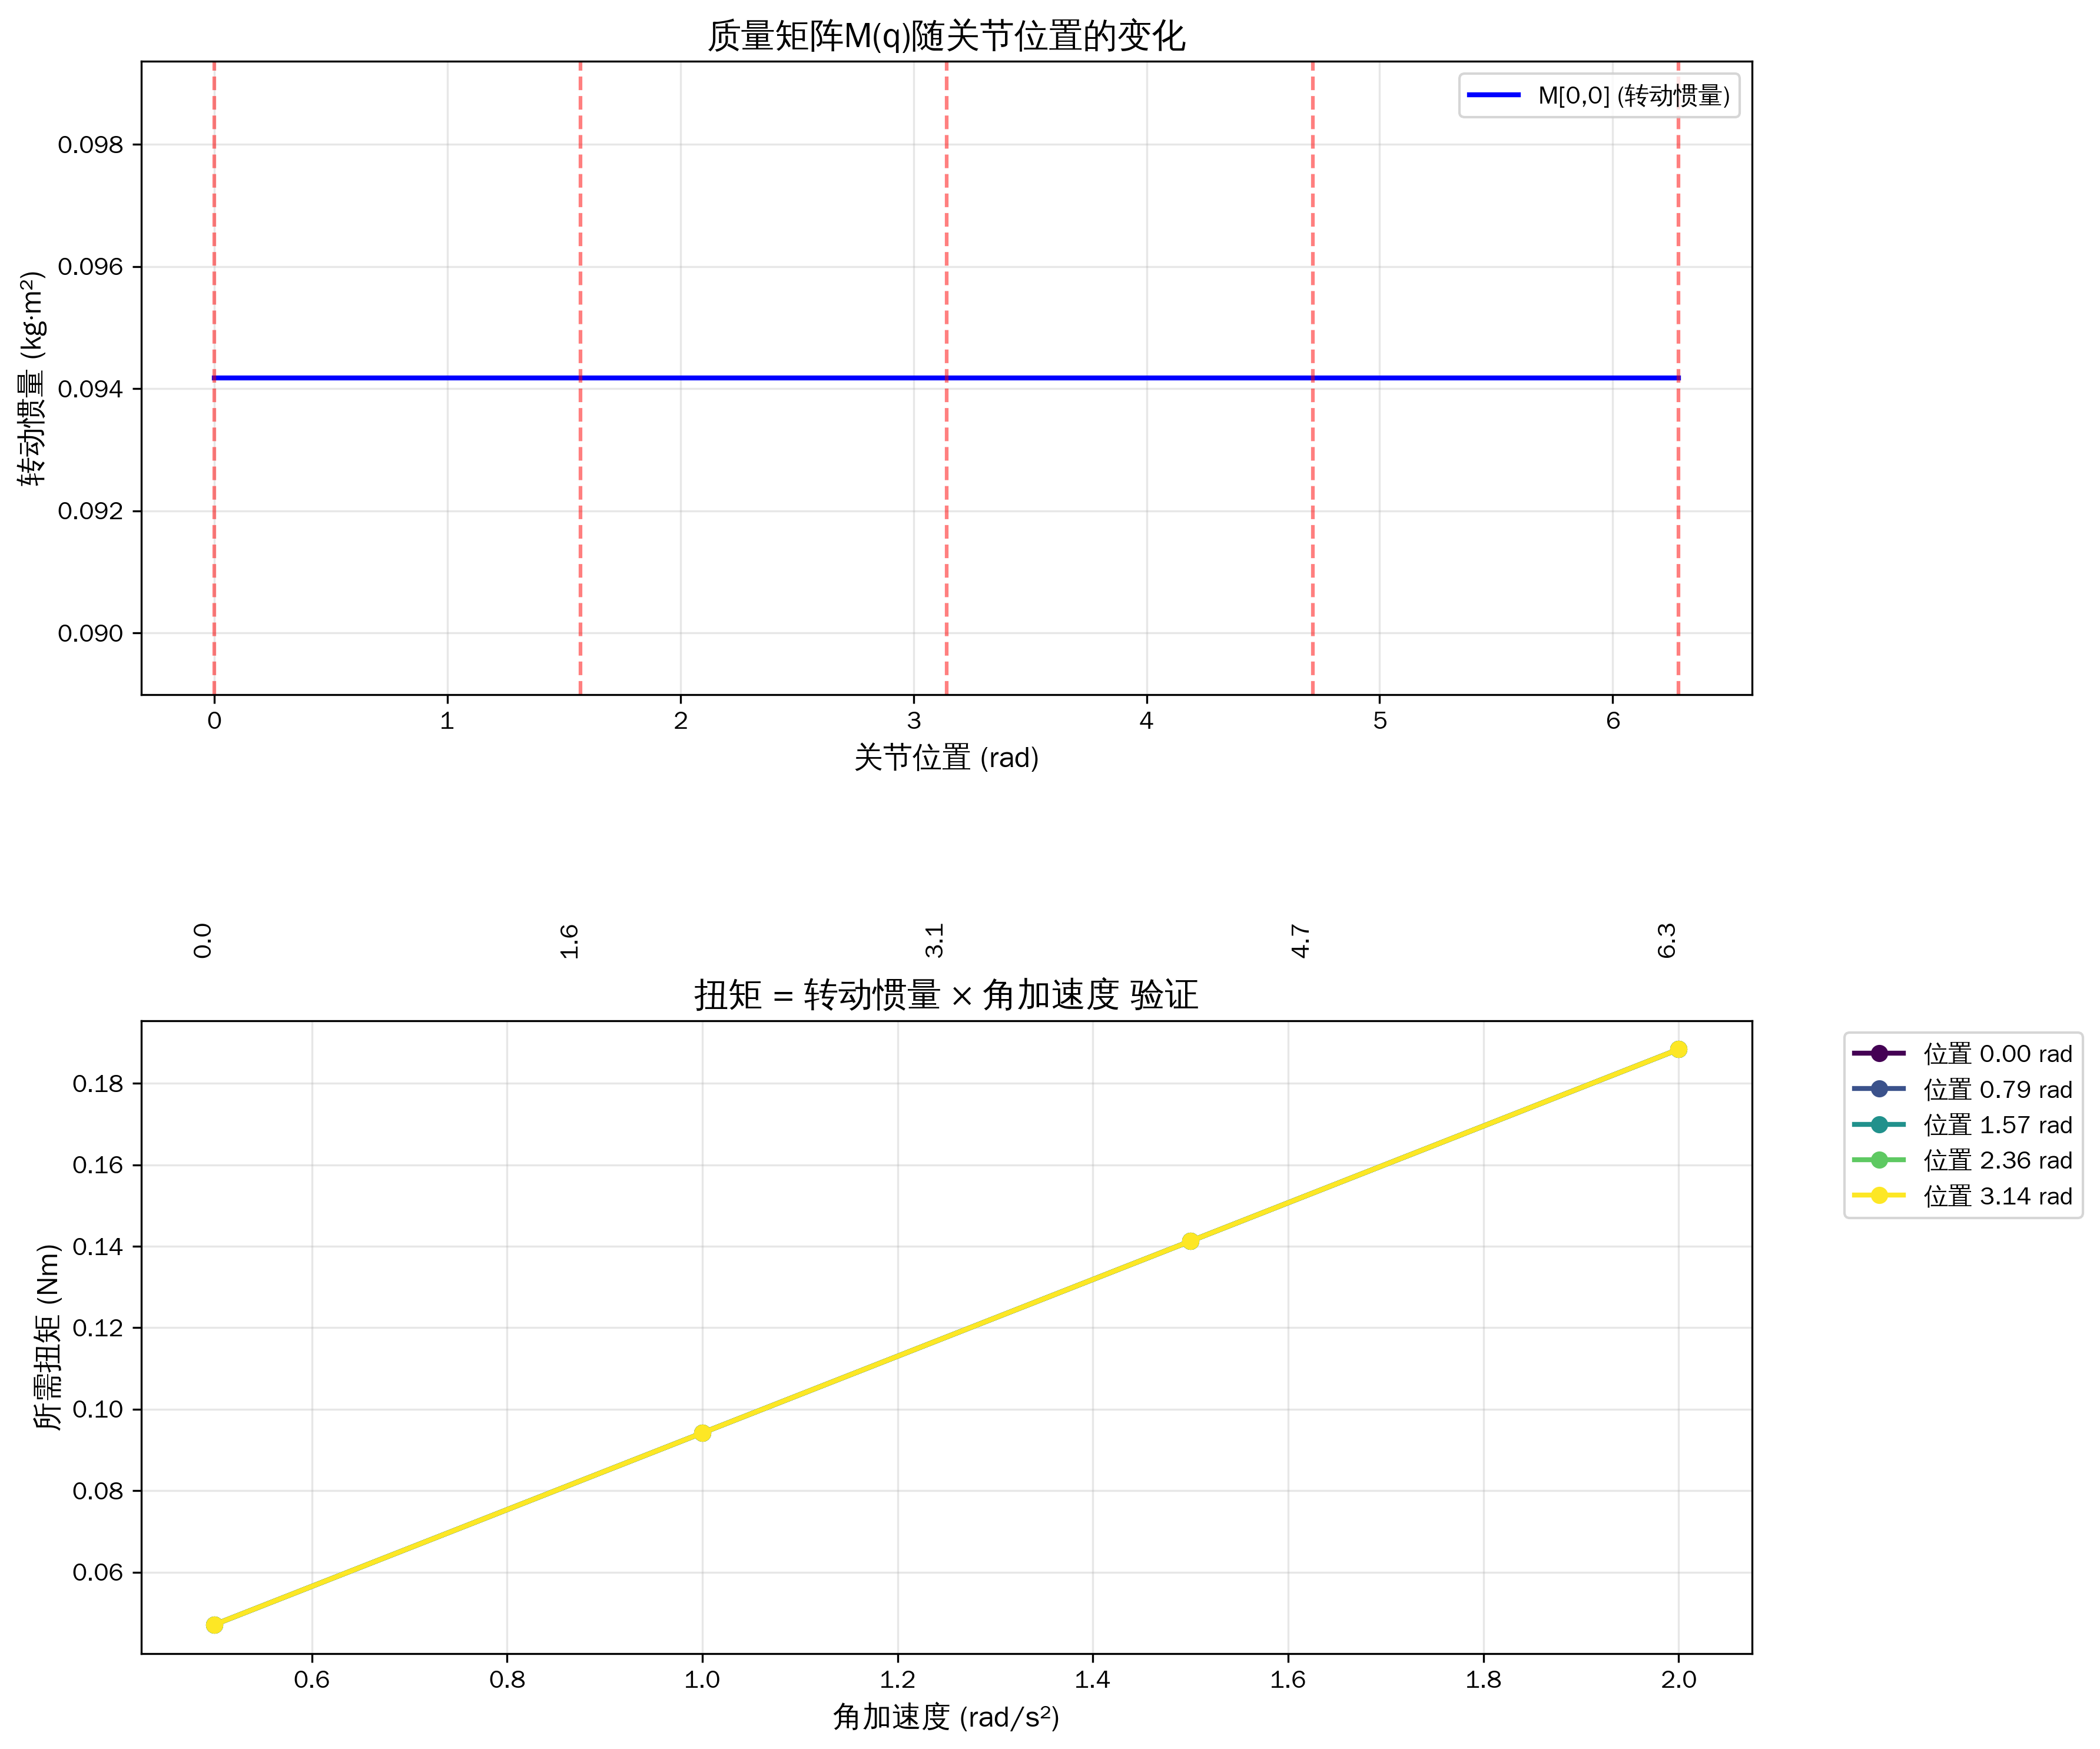 质量矩阵M(q)随关节位置的变化
M[0,0] (转动惯量)
转动惯量 (kg·m²)
0.098
0.096
0.094
0.092
0.090
0 1 2 3 4 5 6
关节位置 (rad)
0.0 1.6 3.1 4.7 6.3
扭矩 = 转动惯量 × 角加速度 验证
所需扭矩 (Nm)
0.18
0.16
0.14
0.12
0.10
0.08
0.06
0.6 0.8 1.0 1.2 1.4 1.6 1.8 2.0
角加速度 (rad/s²)
位置 0.00 rad
位置 0.79 rad
位置 1.57 rad
位置 2.36 rad
位置 3.14 rad